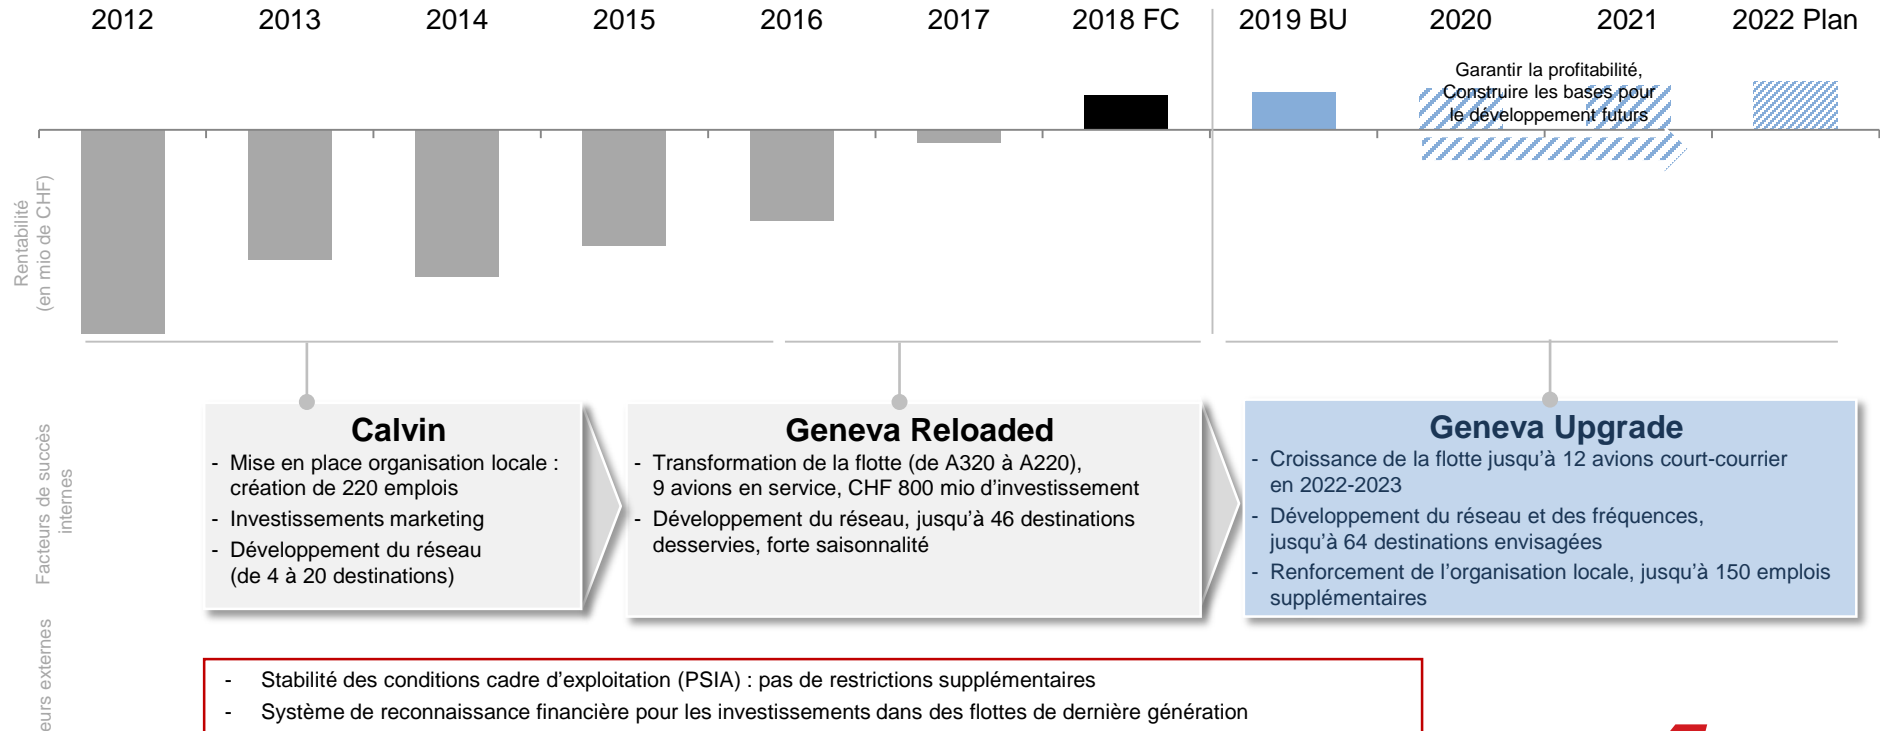 2012 2013 2014 2015 2016 2017 2018 FC 2019 BU 2020 2021 2022 Plan
Garantir la profitabilité,
Construire les bases pour
le développement futurs
Rentabilité
(en mio de CHF)
Facteurs de succès
internes
Calvin
- Mise en place organisation locale :
création de 220 emplois
- Investissements marketing
- Développement du réseau
(de 4 à 20 destinations)
Geneva Reloaded
- Transformation de la flotte (de A320 à A220),
9 avions en service, CHF 800 mio d’investissement
- Développement du réseau, jusqu’à 46 destinations
desservies, forte saisonnalité
Geneva Upgrade
- Croissance de la flotte jusqu’à 12 avions court-courrier
en 2022-2023
- Développement du réseau et des fréquences,
jusqu’à 64 destinations envisagées
- Renforcement de l’organisation locale, jusqu’à 150 emplois
supplémentaires
eurs externes
- Stabilité des conditions cadre d’exploitation (PSIA) : pas de restrictions supplémentaires
- Système de reconnaissance financière pour les investissements dans des flottes de dernière génération